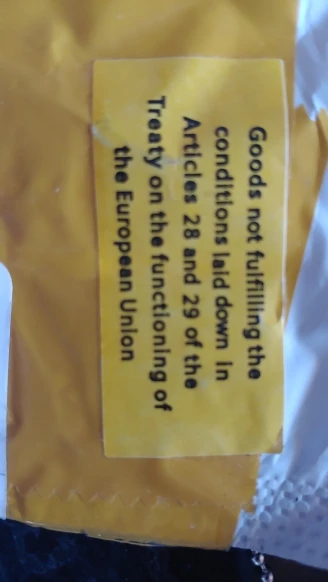 Goods not fulfilling the
conditions laid down in
Articles 28 and 29 of the
Treaty on the functioning of
the European Union